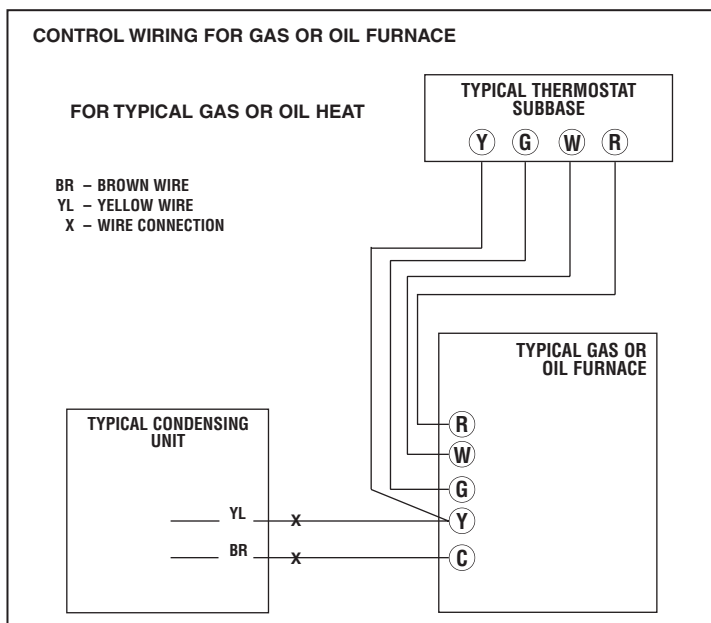 CONTROL WIRING FOR GAS OR OIL FURNACE
FOR TYPICAL GAS OR OIL HEAT
TYPICAL THERMOSTAT
SUBBASE
Y G W R
BR – BROWN WIRE
YL – YELLOW WIRE
X – WIRE CONNECTION
TYPICAL GAS OR
OIL FURNACE
R
W
G
Y
C
TYPICAL CONDENSING
UNIT
YL X
BR X